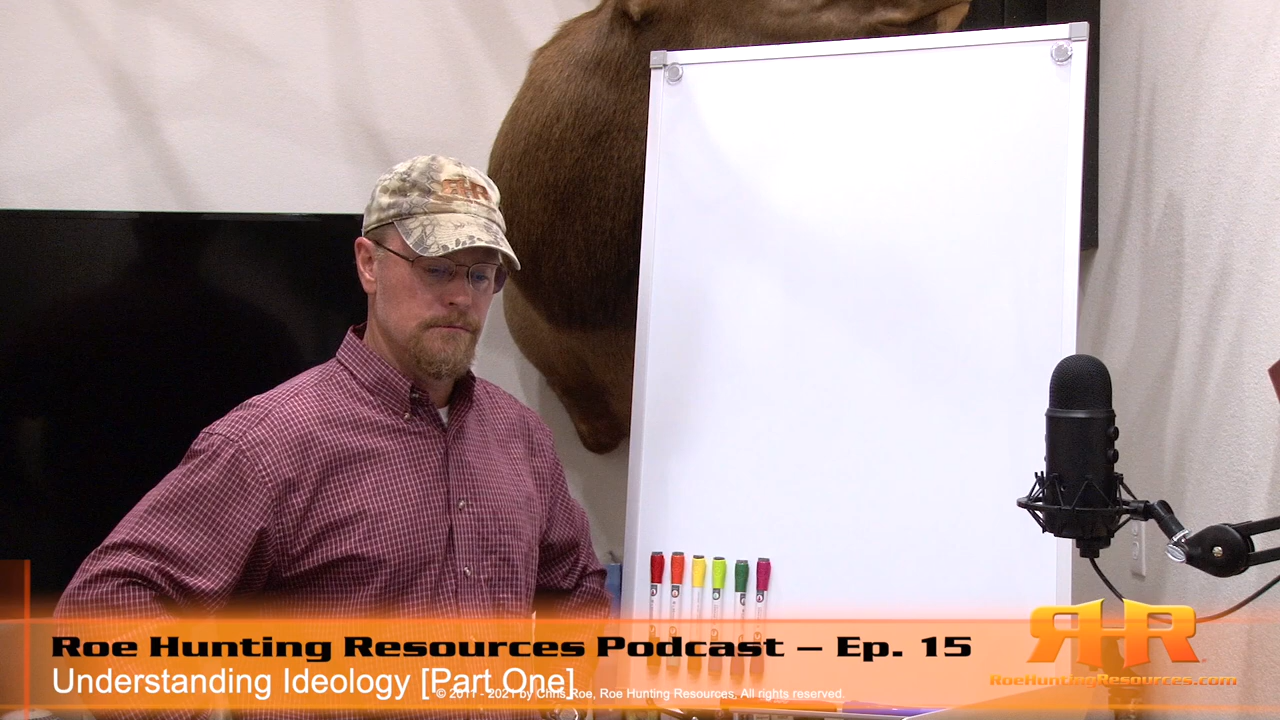 RHR
Roe Hunting Resources Podcast – Ep. 15
Understanding Ideology [Part One]
© 2011 - 2021 by Chris Roe, Roe Hunting Resources, All rights reserved.
RHR
RoeHuntingResources.com